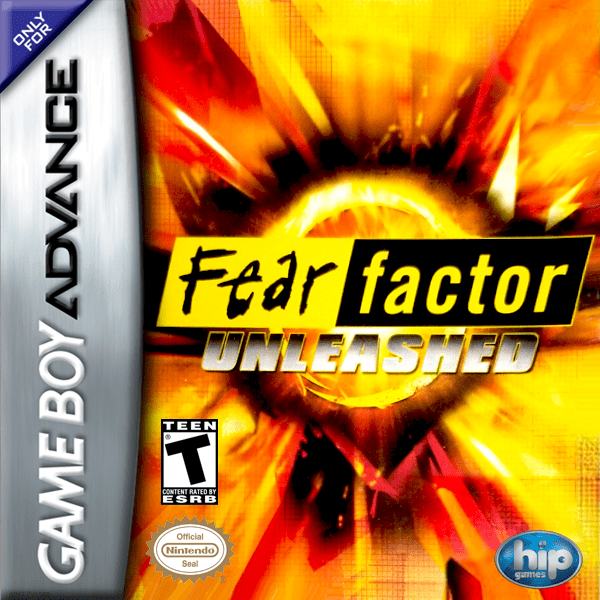 ONLY
FOR
GAME BOY ADVANCE
Fear factor
UNLEASHED
TEEN
T
®
CONTENT RATED BY
ESRB
Official
Nintendo
Seal
hip
games